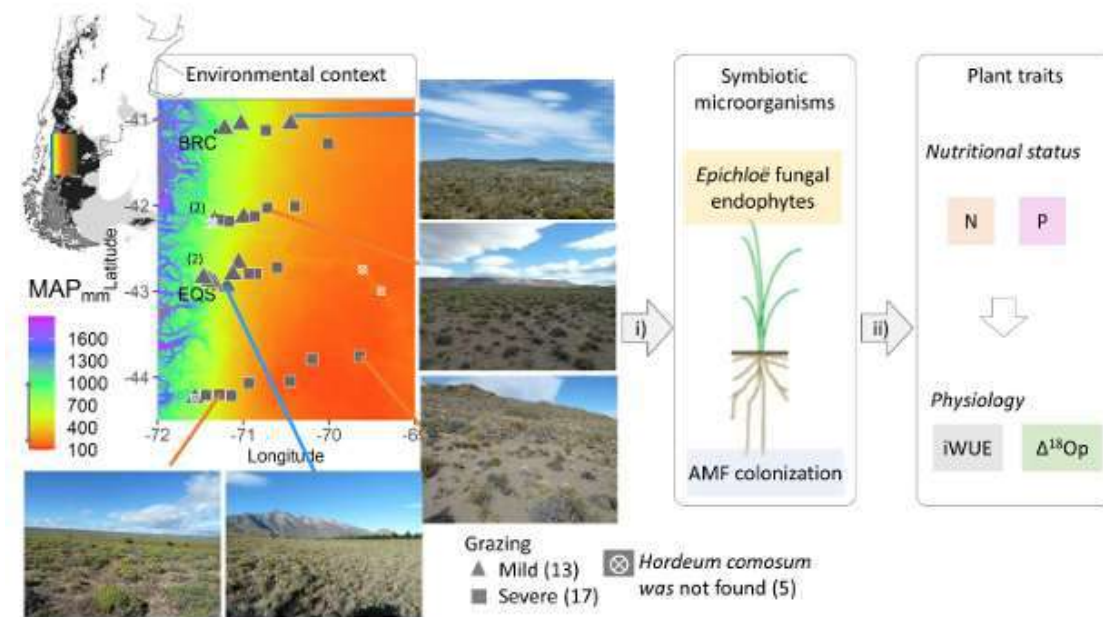 Environmental context
Latitude
-41
-42
-43
-44
BRC
(2)
(2)
EQS
-72
-71
-70
Longitude
MAPmm
1600
1300
1000
700
400
100
i)
Symbiotic
microorganisms
Epichloë fungal
endophytes
AMF colonization
ii)
Plant traits
Nutritional status
N
P
Physiology
iWUE
Δ¹⁸Op
Grazing
Mild (13)
Severe (17)
Hordeum comosum
was not found (5)